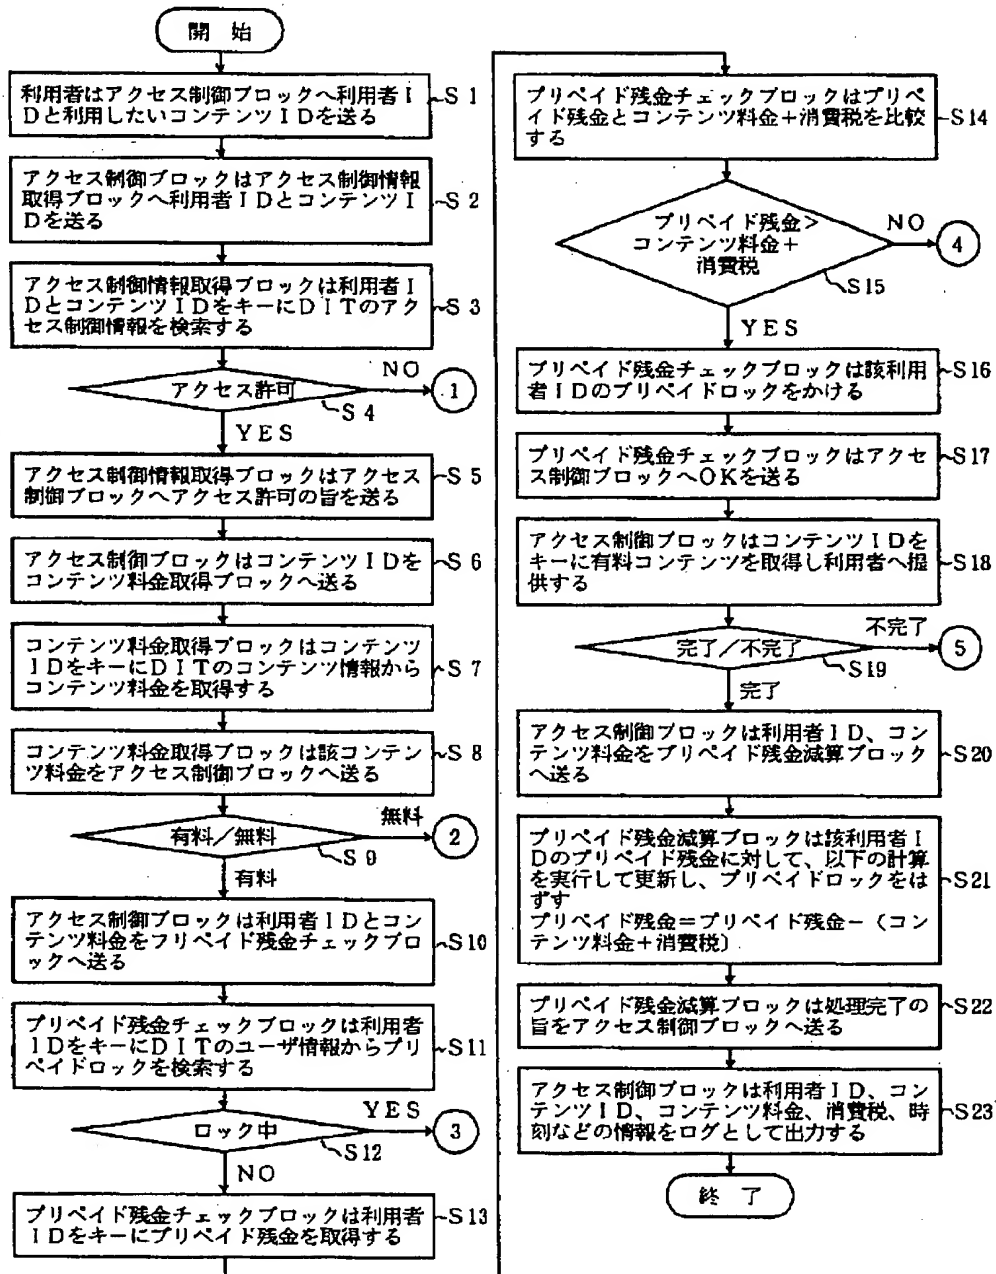 開 始
利用者はアクセス制御ブロックへ利用者I
Dと利用したいコンテンツIDを送る
S1
アクセス制御ブロックはアクセス制御情報
取得ブロックへ利用者IDとコンテンツI
Dを送る
S2
アクセス制御情報取得ブロックは利用者I
DとコンテンツIDをキーにDITのアク
セス制御情報を検索する
S3
アクセス許可
NO
1
S4
YES
アクセス制御情報取得ブロックはアクセス
制御ブロックへアクセス許可の旨を送る
S5
アクセス制御ブロックはコンテンツIDを
コンテンツ料金取得ブロックへ送る
S6
コンテンツ料金取得ブロックはコンテンツ
IDをキーにDITのコンテンツ情報から
コンテンツ料金を取得する
S7
コンテンツ料金取得ブロックは該コンテン
ツ料金をアクセス制御ブロックへ送る
S8
有料/無料
無料
2
S9
有料
アクセス制御ブロックは利用者IDとコン
テンツ料金をフリペイド残金チェックブロ
ックへ送る
S10
プリペイド残金チェックブロックは利用者
IDをキーにDITのユーザ情報からプリ
ペイドロックを検索する
S11
ロック中
YES
3
S12
NO
プリペイド残金チェックブロックは利用者
IDをキーにプリペイド残金を取得する
S13
プリペイド残金チェックブロックはプリペ
イド残金とコンテンツ料金+消費税を比較
する
S14
プリペイド残金>
コンテンツ料金+
消費税
NO
4
S15
YES
プリペイド残金チェックブロックは該利用
者IDのプリペイドロックをかける
S16
プリペイド残金チェックブロックはアクセ
ス制御ブロックへOKを送る
S17
アクセス制御ブロックはコンテンツIDを
キーに有料コンテンツを取得し利用者へ提
供する
S18
完了/不完了
不完了
5
S19
完了
アクセス制御ブロックは利用者ID、コン
テンツ料金をプリペイド残金減算ブロック
へ送る
S20
プリペイド残金減算ブロックは該利用者I
Dのプリペイド残金に対して、以下の計算
を実行して更新し、プリペイドロックをは
ずす
プリペイド残金=プリペイド残金-(コン
テンツ料金+消費税)
S21
プリペイド残金減算ブロックは処理完了の
旨をアクセス制御ブロックへ送る
S22
アクセス制御ブロックは利用者ID、コン
テンツID、コンテンツ料金、消費税、時
刻などの情報をログとして出力する
S23
終 了